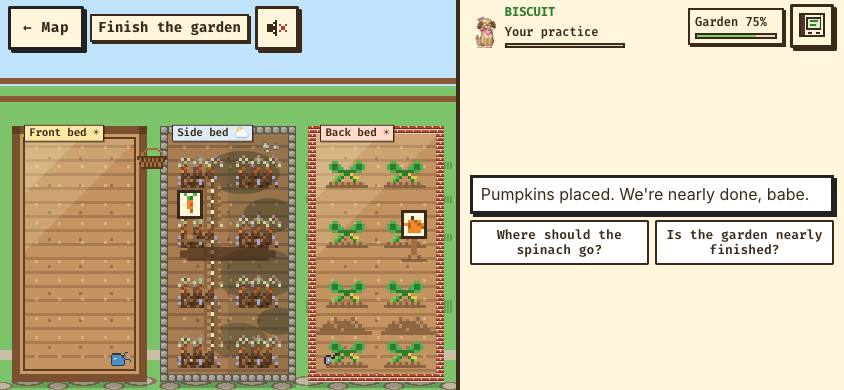 ← Map
Finish the garden
BISCUIT
Your practice
Garden 75%
Front bed ☀
Side bed ⛅
Back bed ☀
Pumpkins placed. We're nearly done, babe.
Where should the
spinach go?
Is the garden nearly
finished?